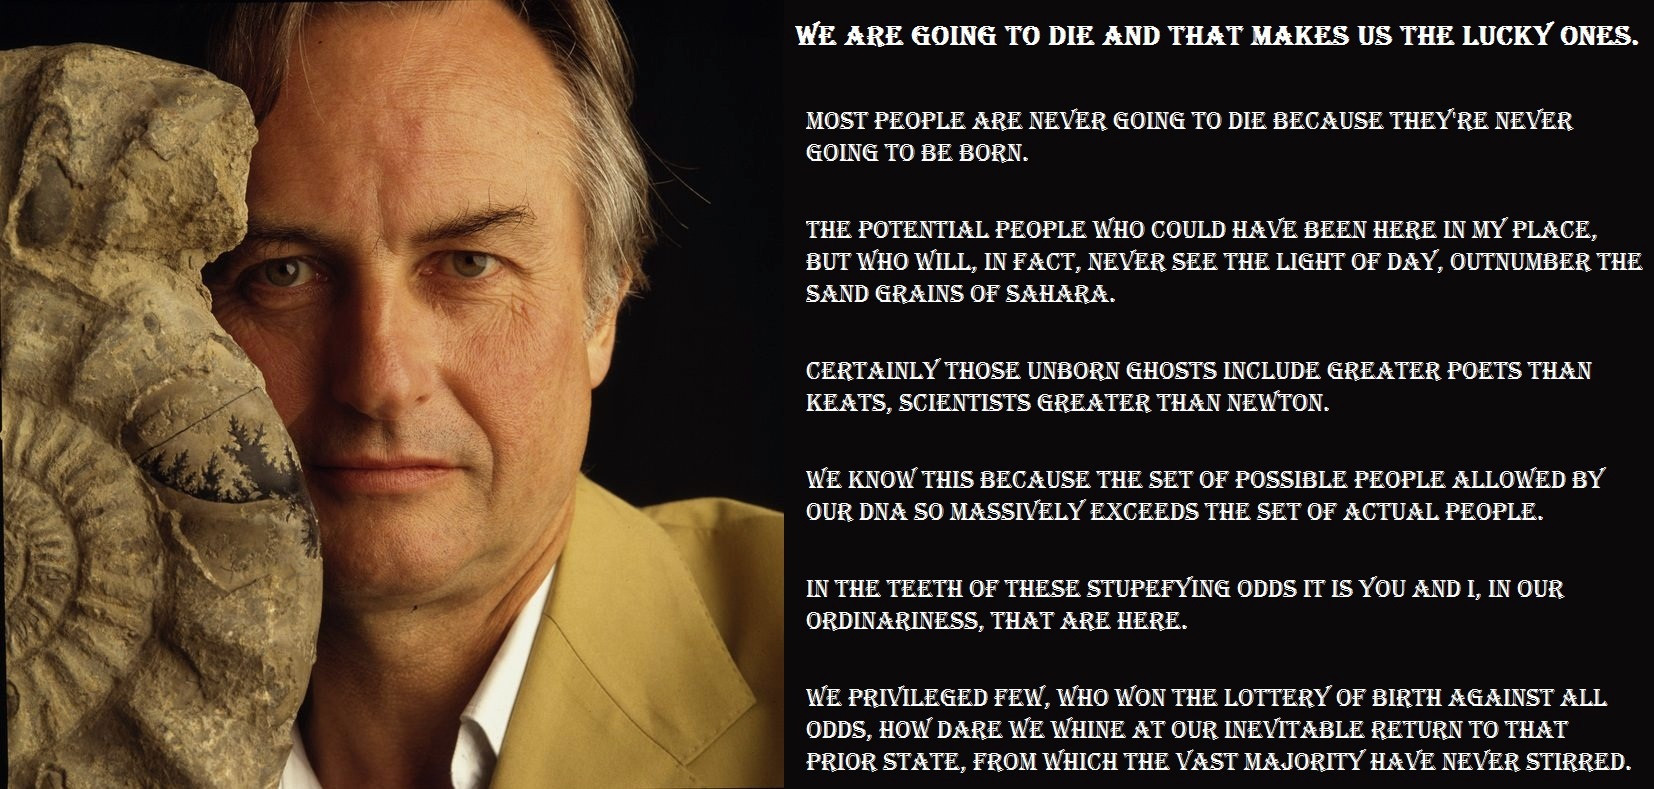 WE ARE GOING TO DIE AND THAT MAKES US THE LUCKY ONES.
MOST PEOPLE ARE NEVER GOING TO DIE BECAUSE THEY'RE NEVER
GOING TO BE BORN.
THE POTENTIAL PEOPLE WHO COULD HAVE BEEN HERE IN MY PLACE,
BUT WHO WILL, IN FACT, NEVER SEE THE LIGHT OF DAY, OUTNUMBER THE
SAND GRAINS OF SAHARA.
CERTAINLY THOSE UNBORN GHOSTS INCLUDE GREATER POETS THAN
KEATS, SCIENTISTS GREATER THAN NEWTON.
WE KNOW THIS BECAUSE THE SET OF POSSIBLE PEOPLE ALLOWED BY
OUR DNA SO MASSIVELY EXCEEDS THE SET OF ACTUAL PEOPLE.
IN THE TEETH OF THESE STUPEFYING ODDS IT IS YOU AND I, IN OUR
ORDINARINESS, THAT ARE HERE.
WE PRIVILEGED FEW, WHO WON THE LOTTERY OF BIRTH AGAINST ALL
ODDS, HOW DARE WE WHINE AT OUR INEVITABLE RETURN TO THAT
PRIOR STATE, FROM WHICH THE VAST MAJORITY HAVE NEVER STIRRED.